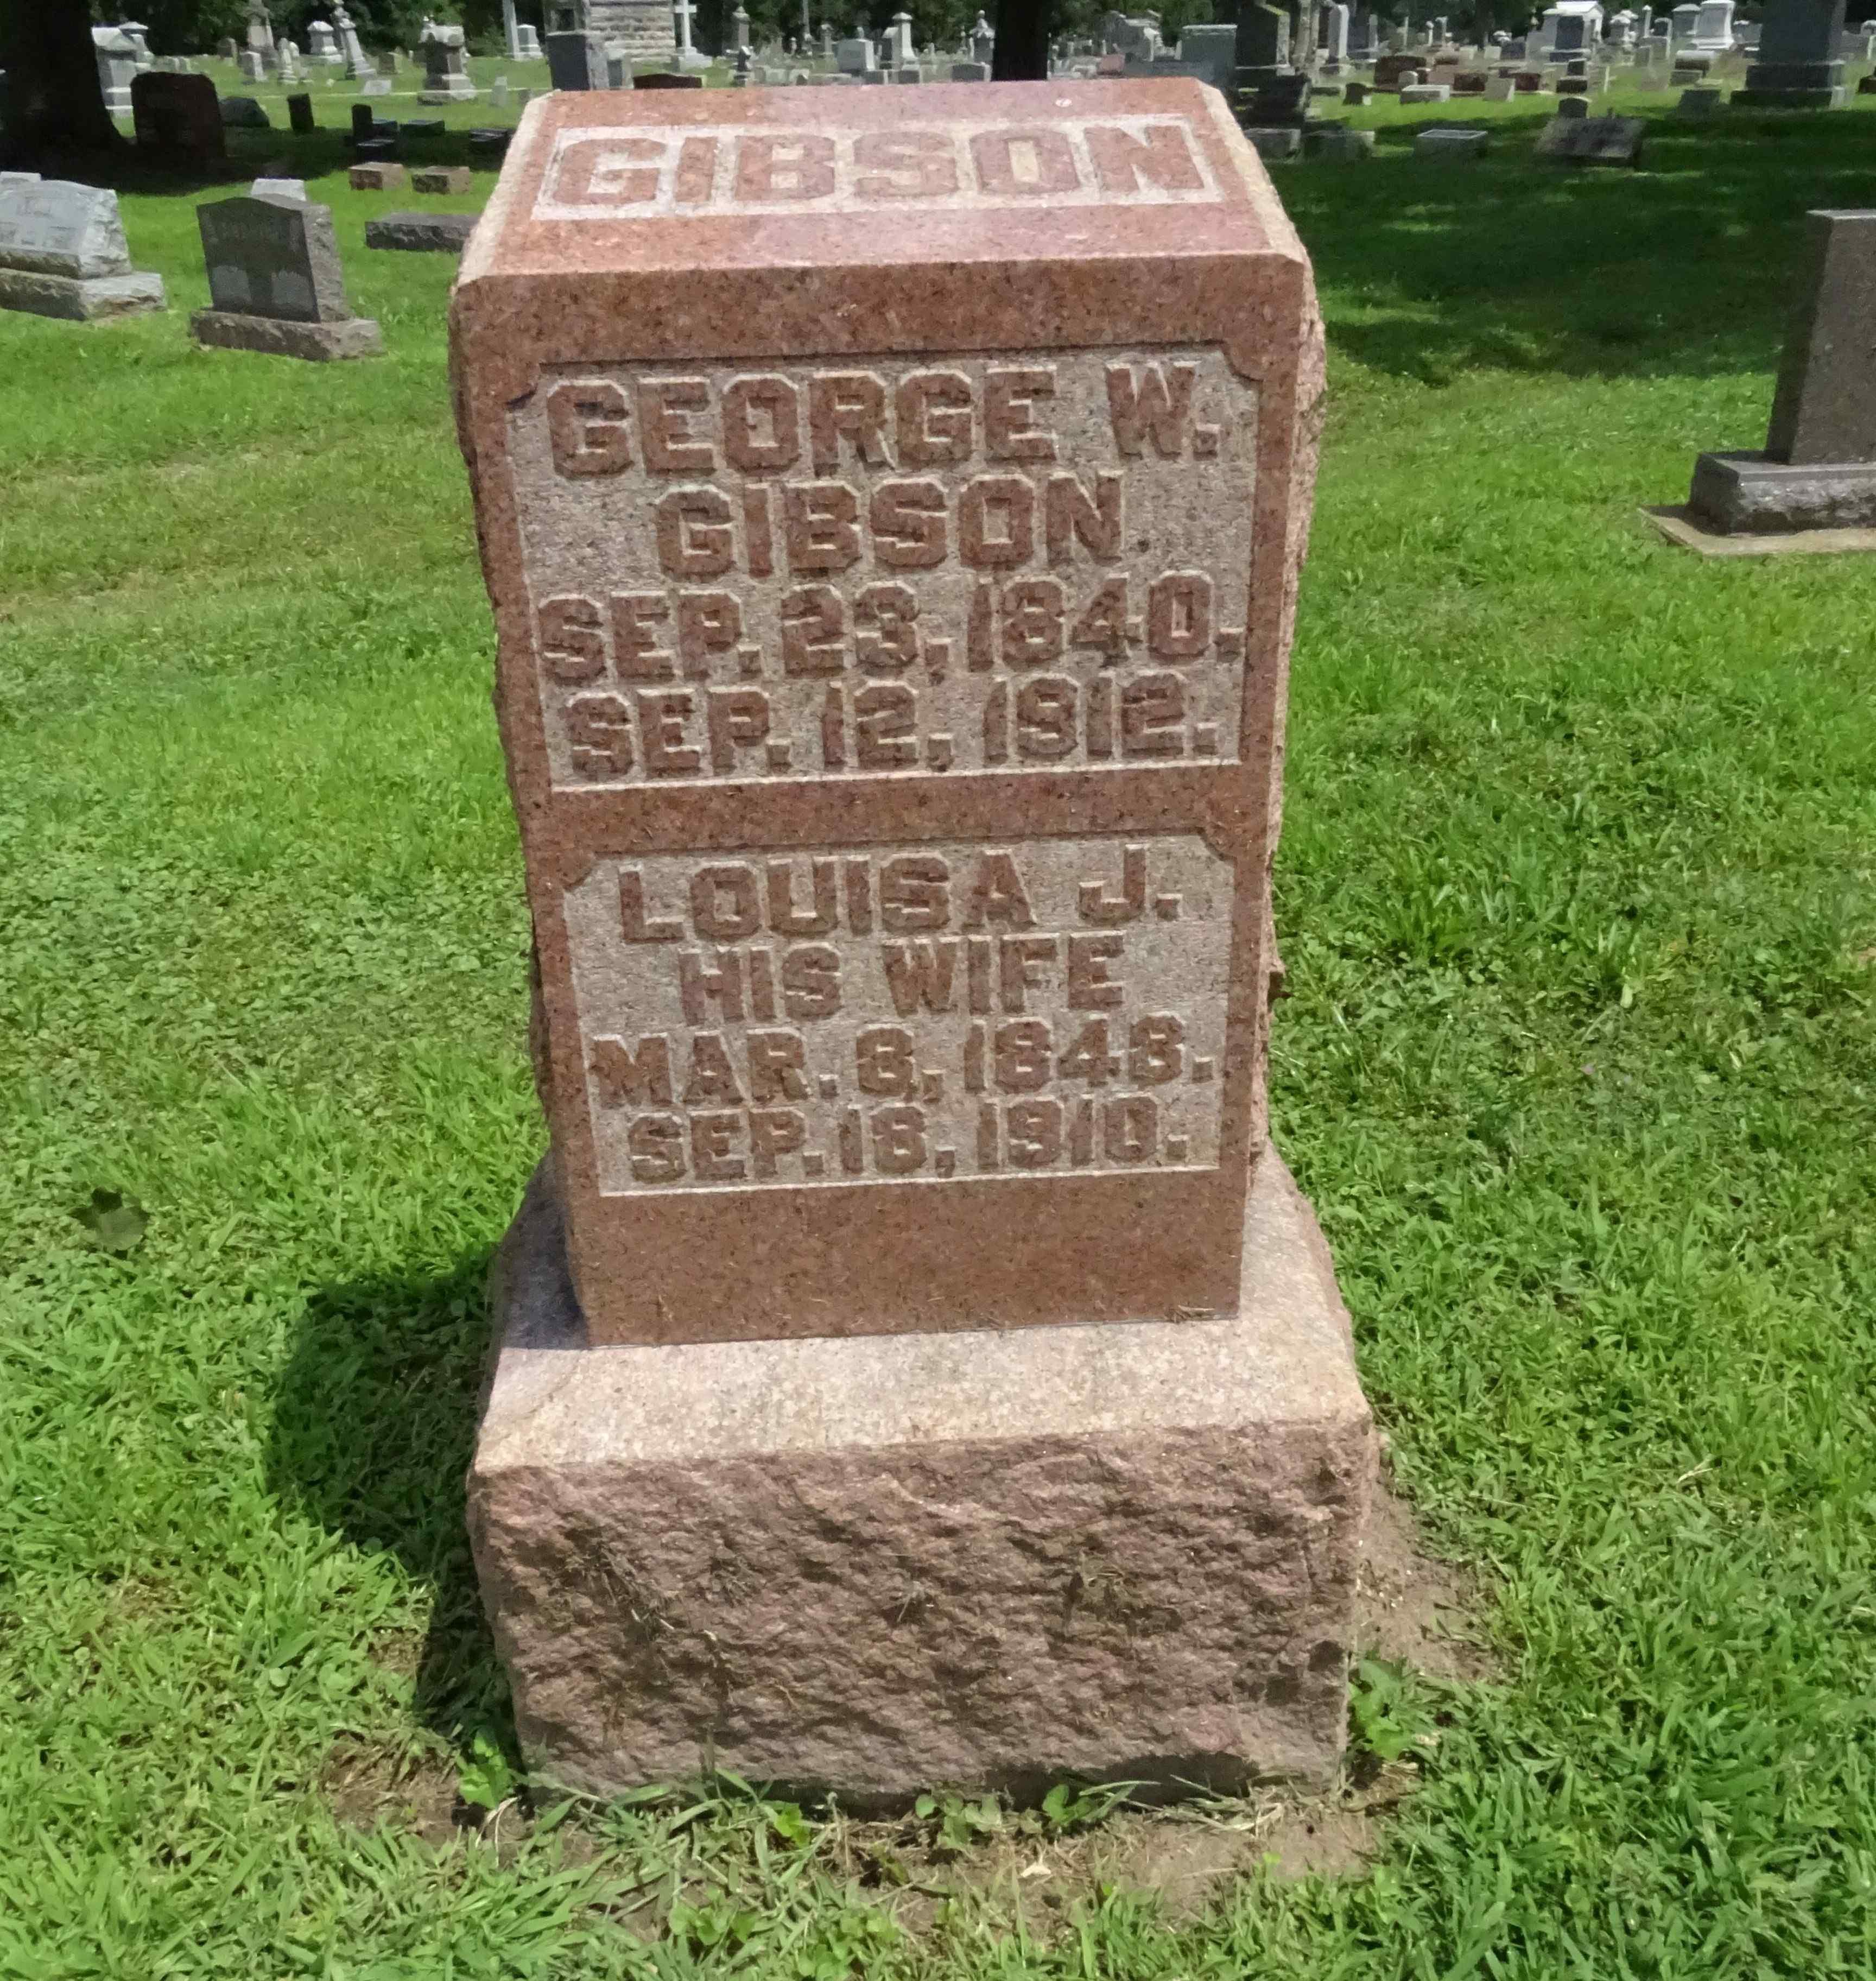 GIBSON
GEORGE W.
GIBSON
SEP. 23, 1840.
SEP. 12, 1912.
LOUISA J.
HIS WIFE
MAR. 8, 1848.
SEP. 18, 1910.